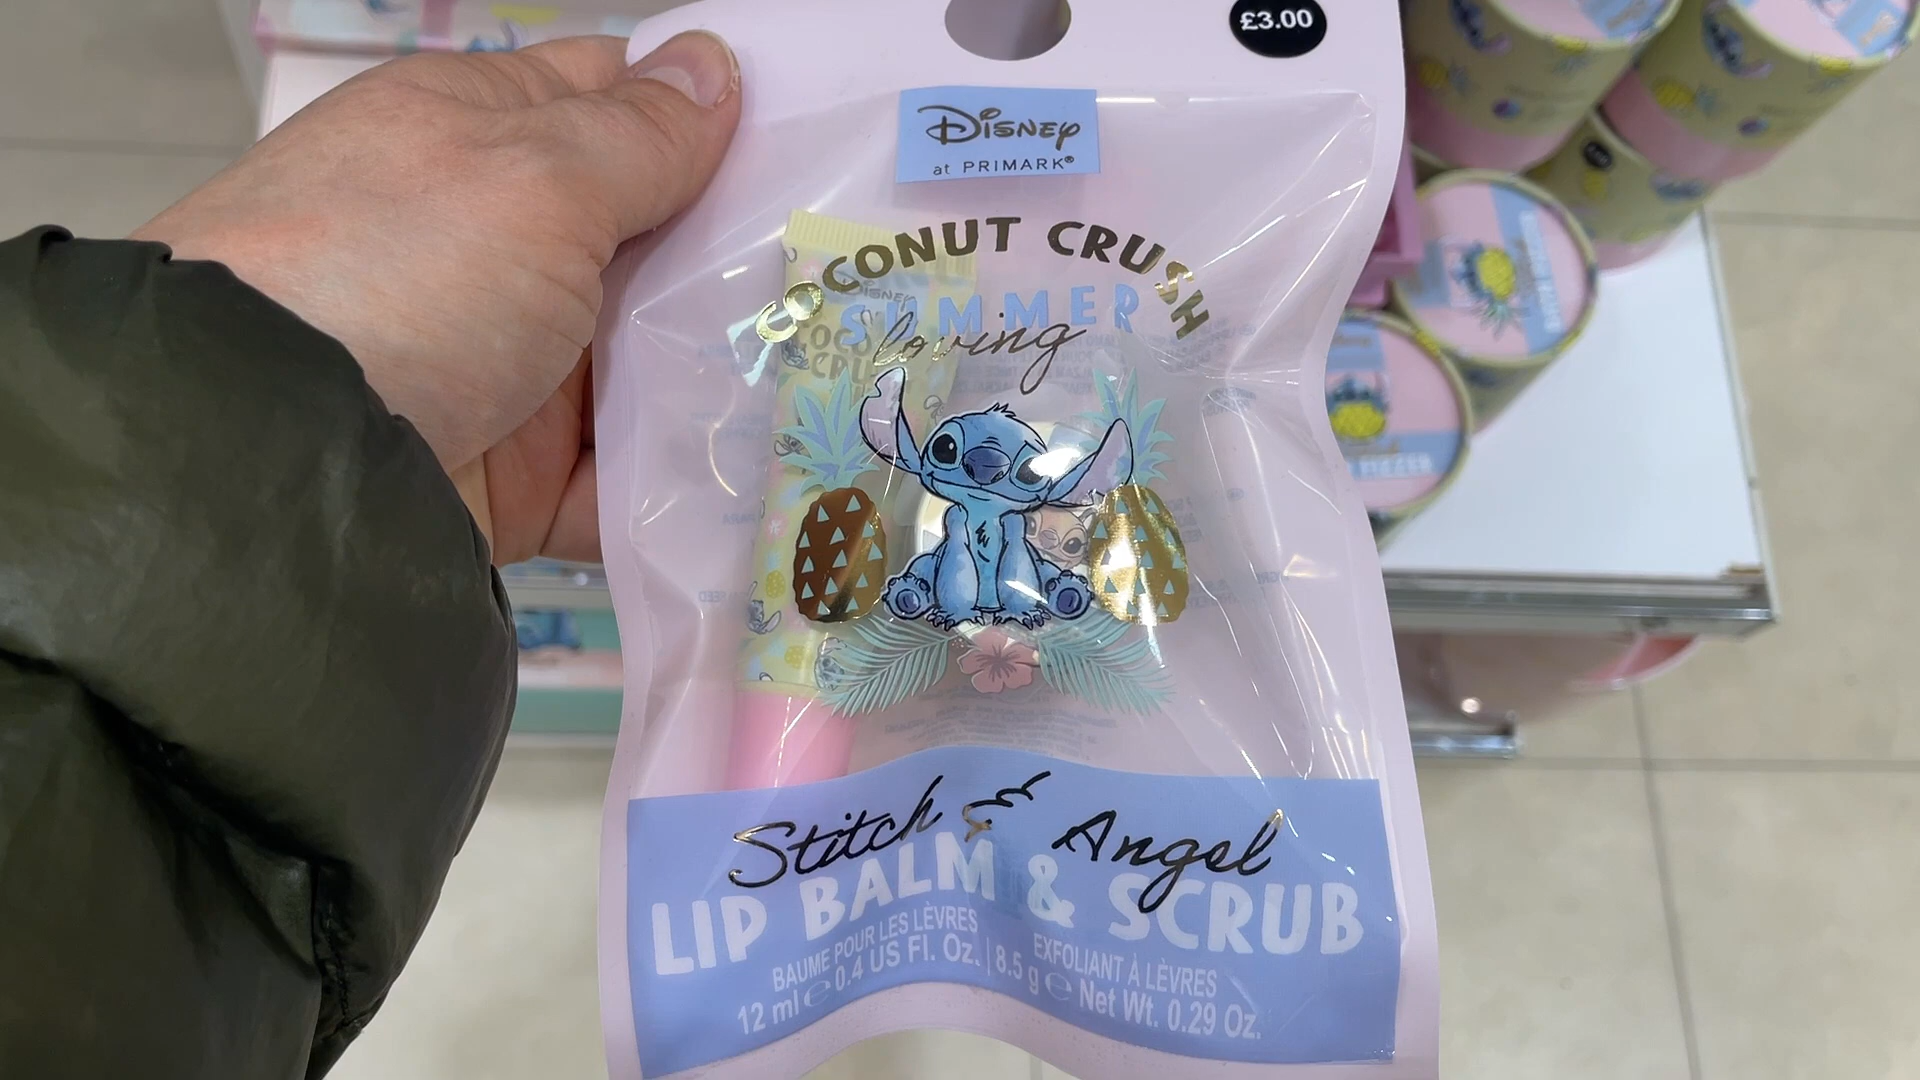 £3.00
Disney
at PRIMARK®
COCONUT CRUSH
SUMMER
loving
Stitch & Angel
LIP BALM & SCRUB
BAUME POUR LES LÈVRES
12 ml ℮ 0.4 US Fl. Oz. | 8.5 g ℮ Net Wt. 0.29 Oz.
EXFOLIANT À LÈVRES
DISNEY